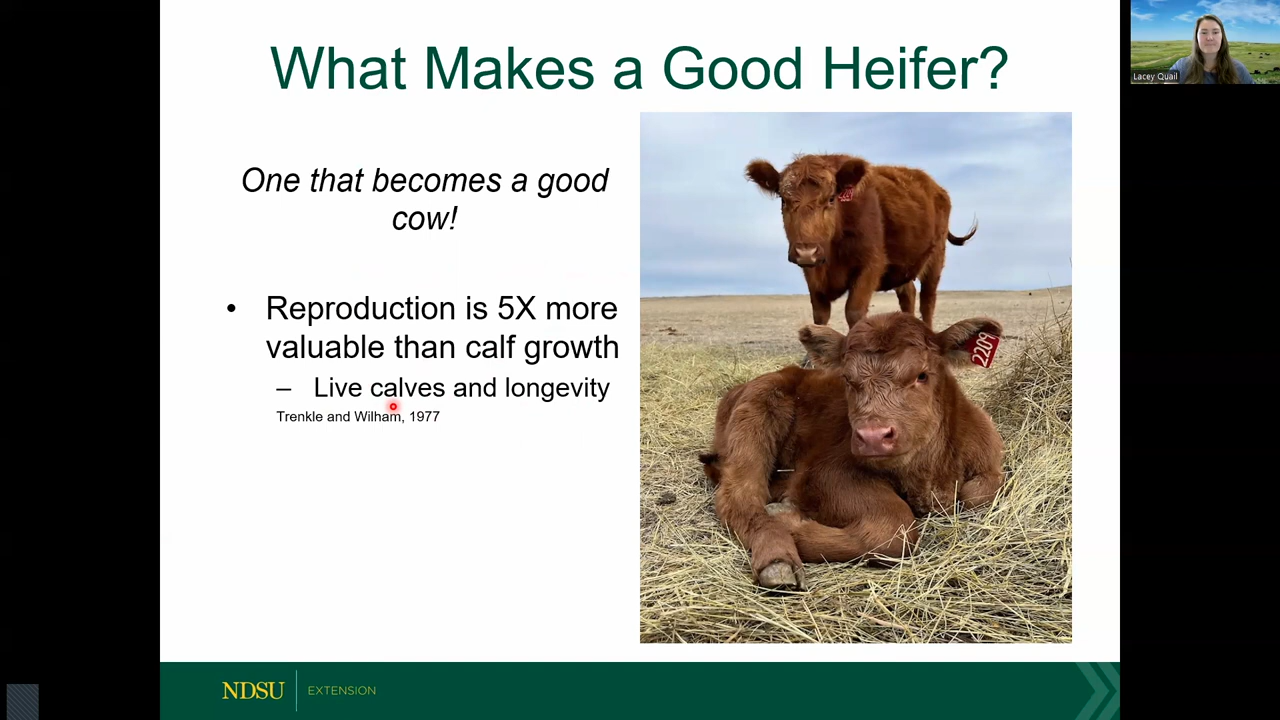 What Makes a Good Heifer?
Lacey Quail
One that becomes a good
cow!
• Reproduction is 5X more
valuable than calf growth
– Live calves and longevity
Trenkle and Wilham, 1977
2209
NDSU EXTENSION